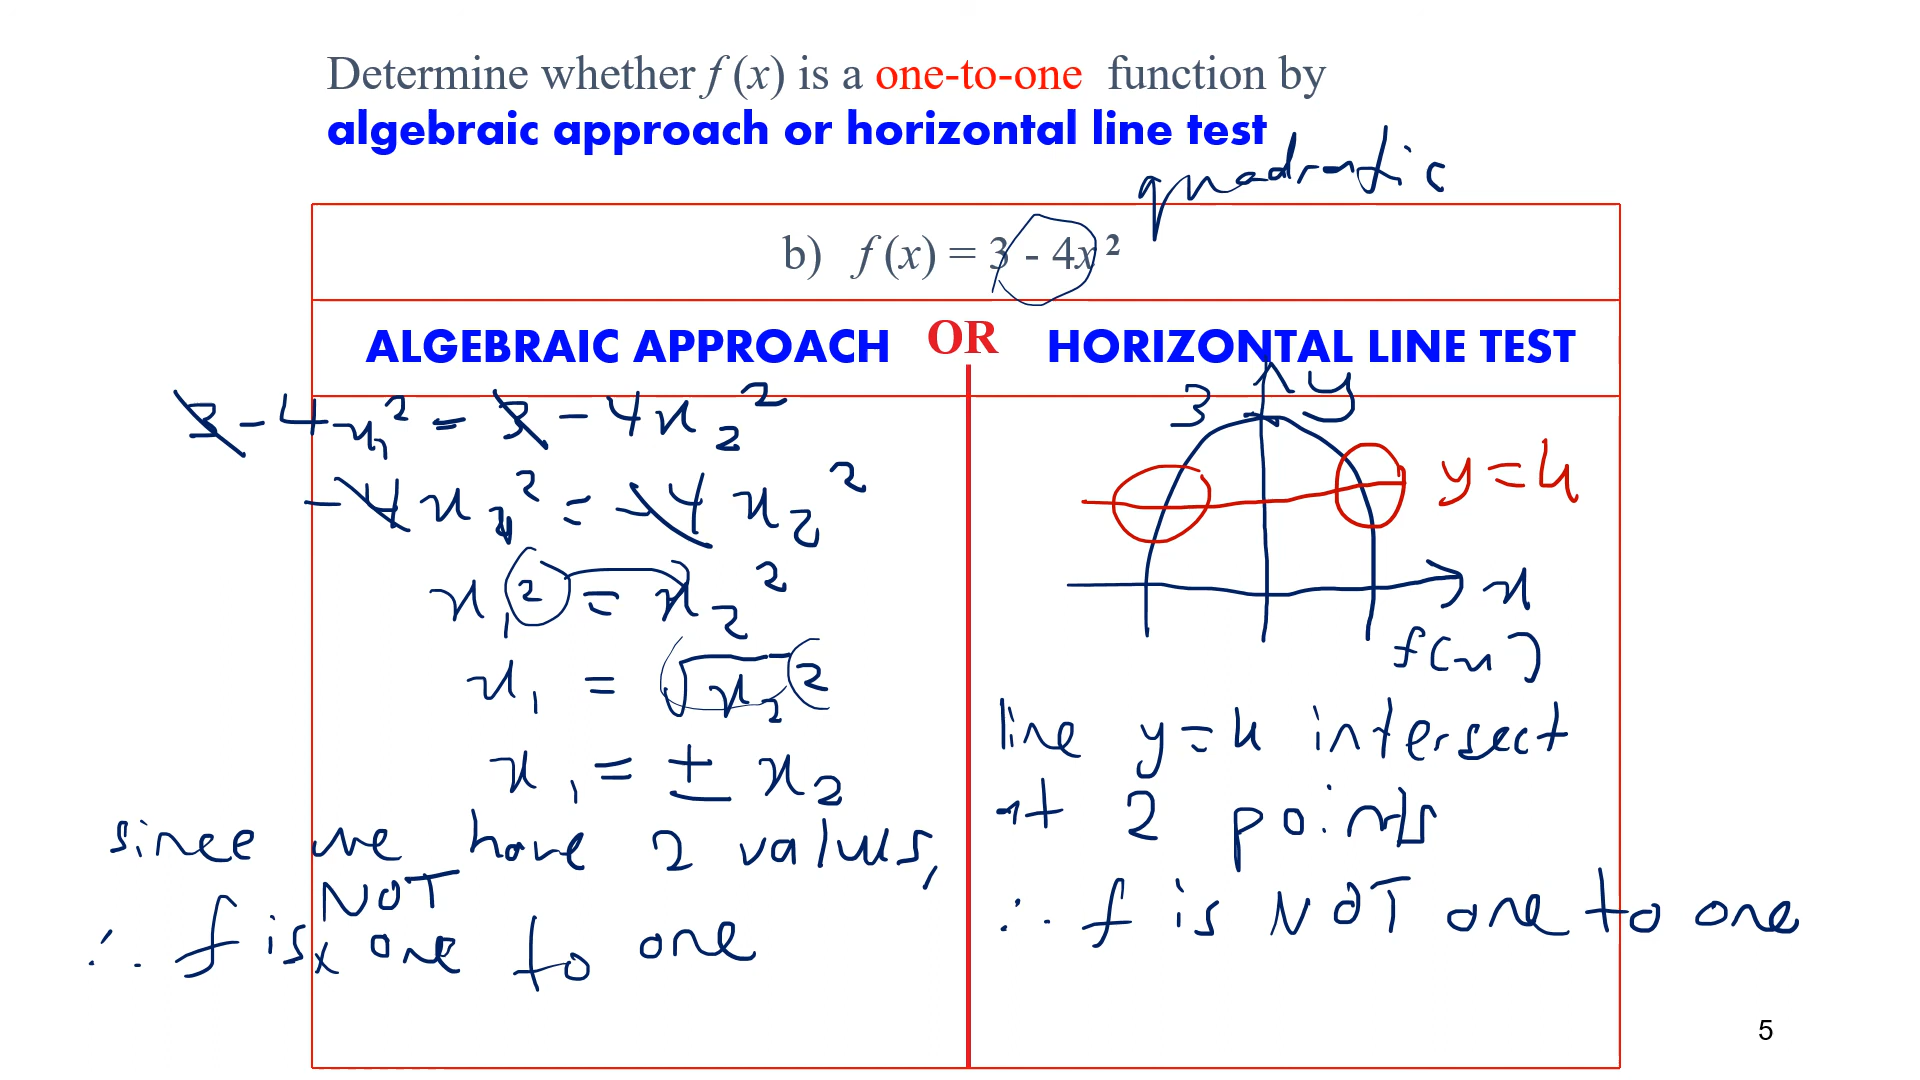 Determine whether f (x) is a one-to-one function by
algebraic approach or horizontal line test
quadratic
b) f (x) = 3 - 4x²
ALGEBRAIC APPROACH OR HORIZONTAL LINE TEST
3 - 4x₁² = 3 - 4x₂²
-4x₁² = -4x₂²
x₁² = x₂²
x₁ = √x₂²
x₁ = ± x₂
since we have 2 values,
NOT
∴ f is x one to one
3 y
y = k
x
f(x)
line y = k intersect
at 2 points
∴ f is NOT one to one
5